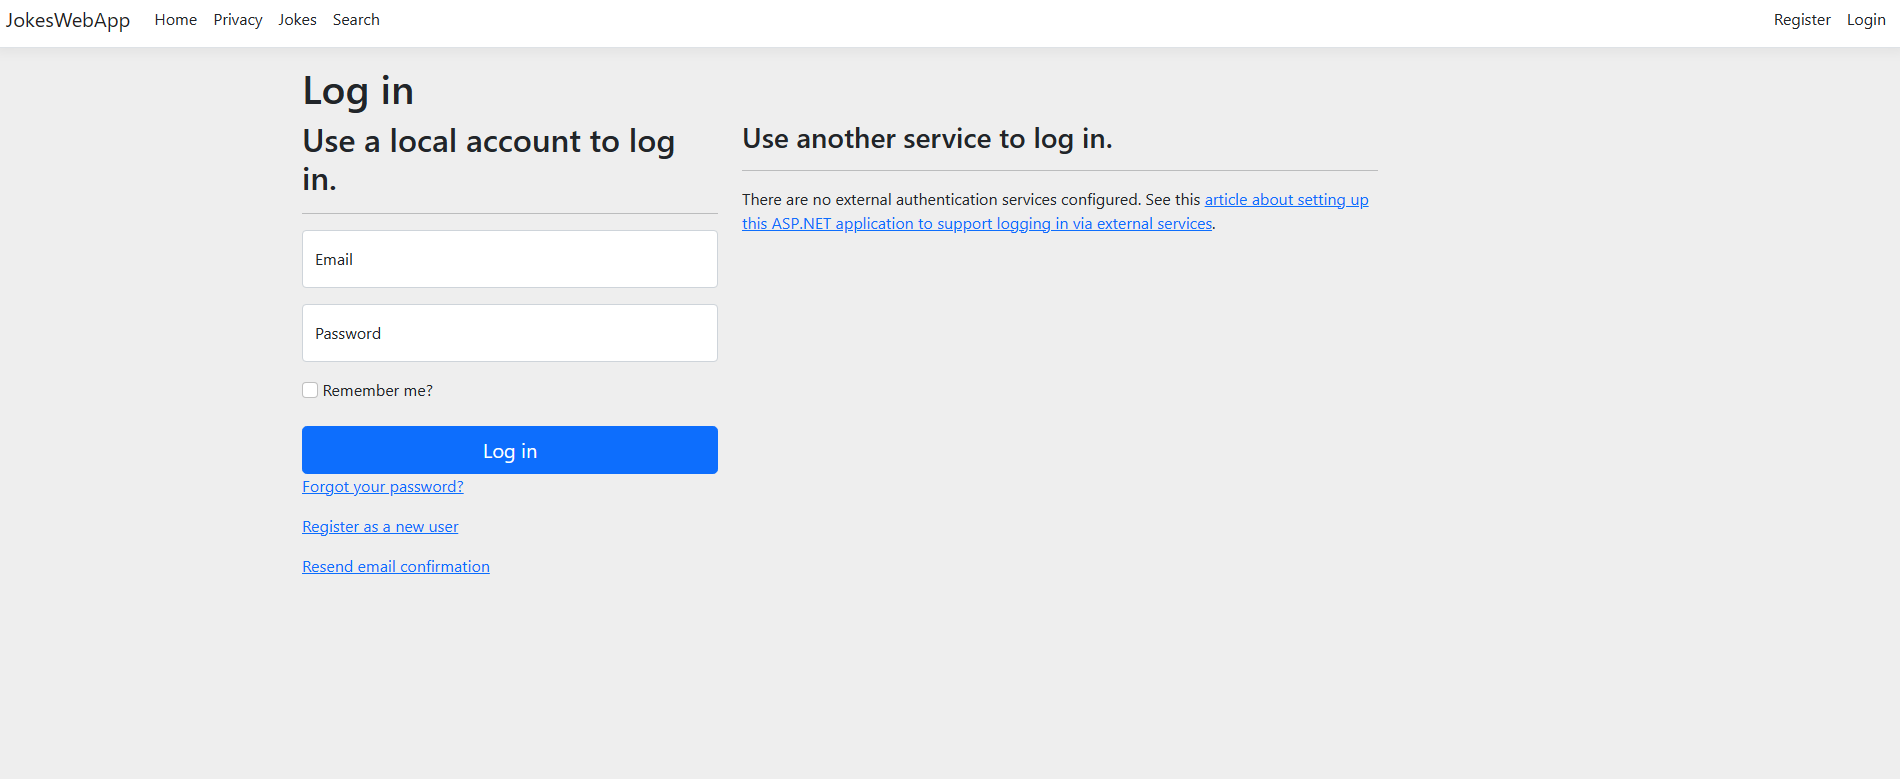 JokesWebApp Home Privacy Jokes Search Register Login
Log in
Use a local account to log
in.
Email
Password
Remember me?
Log in
Forgot your password?
Register as a new user
Resend email confirmation
Use another service to log in.
There are no external authentication services configured. See this article about setting up
this ASP.NET application to support logging in via external services.